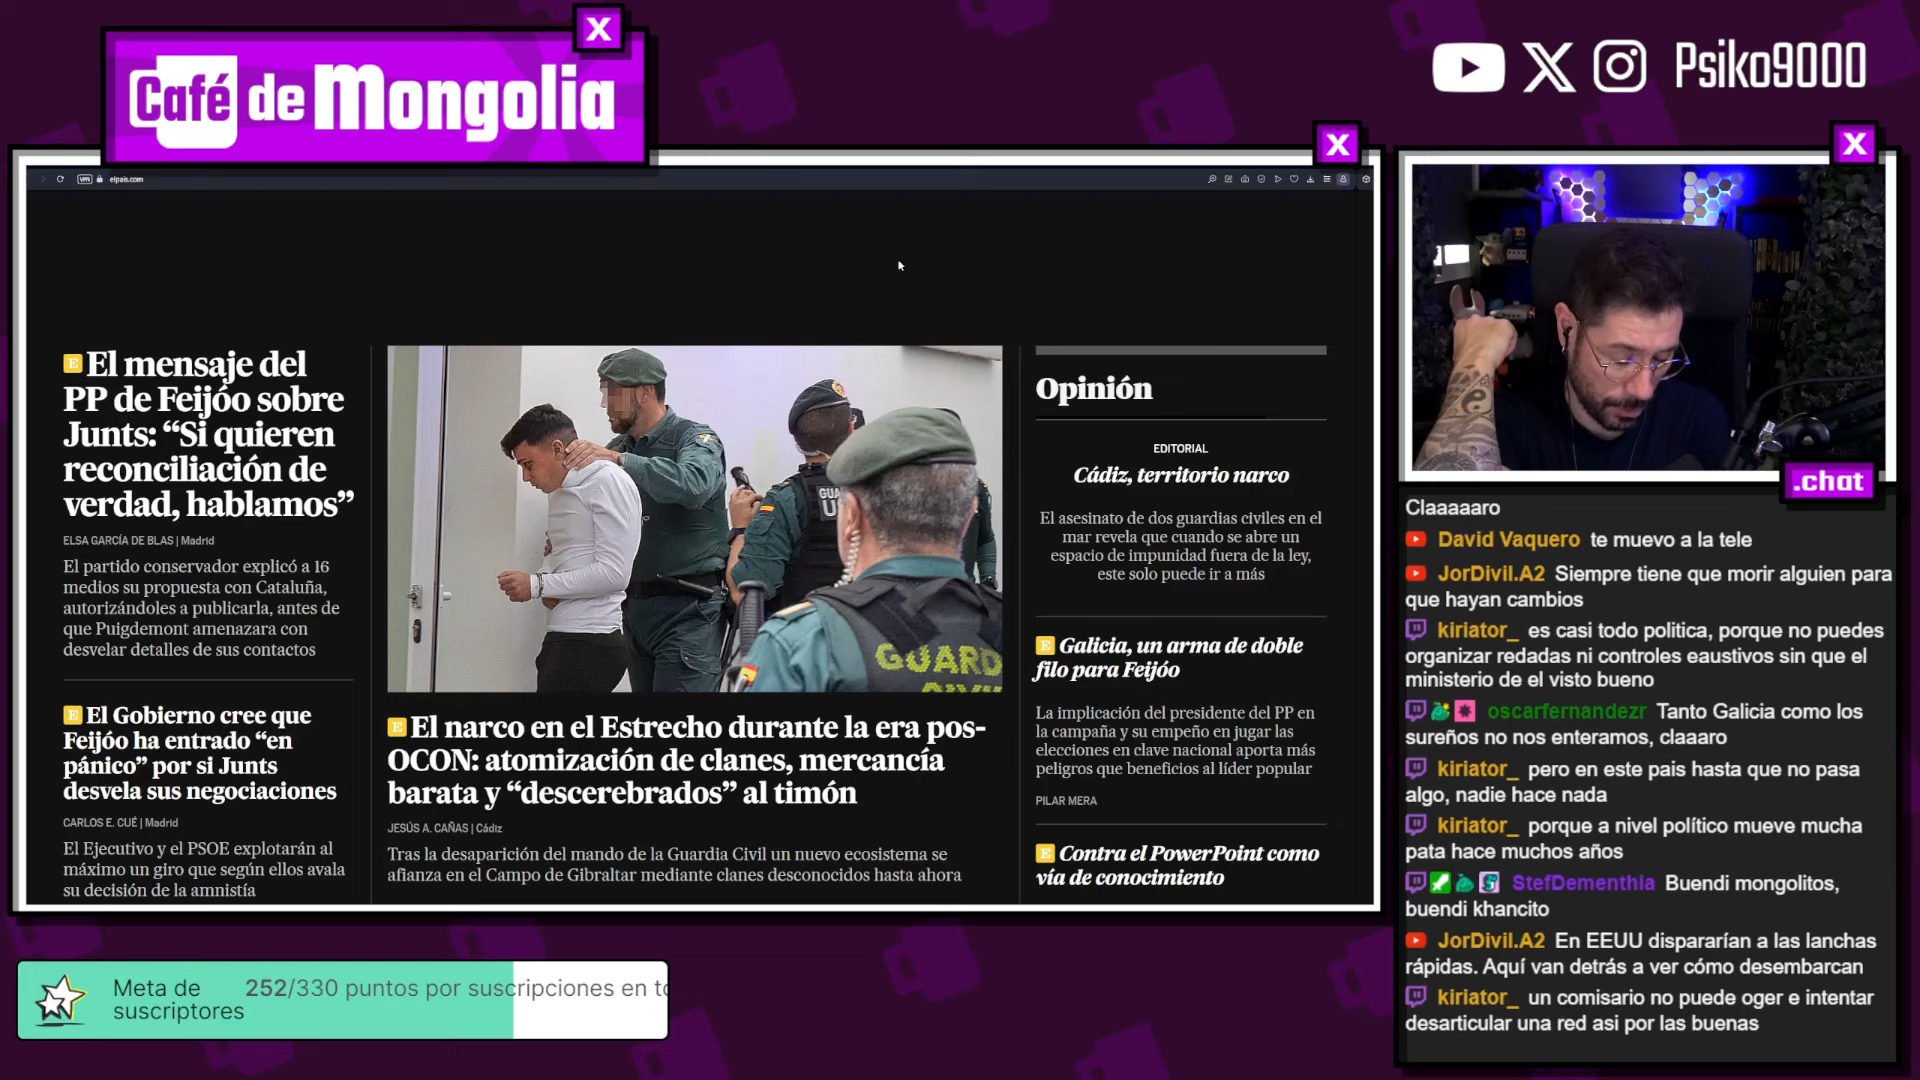 X
Café de Mongolia
Psiko9000
X
X
VPN
elpais.com
E El mensaje del
PP de Feijóo sobre
Junts: “Si quieren
reconciliación de
verdad, hablamos”
ELSA GARCÍA DE BLAS | Madrid
El partido conservador explicó a 16
medios su propuesta con Cataluña,
autorizándoles a publicarla, antes de
que Puigdemont amenazara con
desvelar detalles de sus contactos
E El Gobierno cree que
Feijóo ha entrado “en
pánico” por si Junts
desvela sus negociaciones
CARLOS E. CUÉ | Madrid
El Ejecutivo y el PSOE explotarán al
máximo un giro que según ellos avala
su decisión de la amnistía
GUARD
CIVIL
E El narco en el Estrecho durante la era pos-
OCON: atomización de clanes, mercancía
barata y “descerebrados” al timón
JESÚS A. CAÑAS | Cádiz
Tras la desaparición del mando de la Guardia Civil un nuevo ecosistema se
afianza en el Campo de Gibraltar mediante clanes desconocidos hasta ahora
Opinión
EDITORIAL
Cádiz, territorio narco
El asesinato de dos guardias civiles en el
mar revela que cuando se abre un
espacio de impunidad fuera de la ley,
este solo puede ir a más
E Galicia, un arma de doble
filo para Feijóo
La implicación del presidente del PP en
la campaña y su empeño en jugar las
elecciones en clave nacional aporta más
peligros que beneficios al líder popular
PILAR MERA
E Contra el PowerPoint como
vía de conocimiento
.chat
Claaaaro
David Vaquero te muevo a la tele
JorDivil.A2 Siempre tiene que morir alguien para
que hayan cambios
kiriator_ es casi todo politica, porque no puedes
organizar redadas ni controles eaustivos sin que el
ministerio de el visto bueno
oscarfernandezr Tanto Galicia como los
sureños no nos enteramos, claaaro
kiriator_ pero en este pais hasta que no pasa
algo, nadie hace nada
kiriator_ porque a nivel político mueve mucha
pata hace muchos años
StefDementhia Buendi mongolitos,
buendi khancito
JorDivil.A2 En EEUU dispararían a las lanchas
rápidas. Aquí van detrás a ver cómo desembarcan
kiriator_ un comisario no puede oger e intentar
desarticular una red asi por las buenas
Meta de
suscriptores
252/330 puntos por suscripciones en to